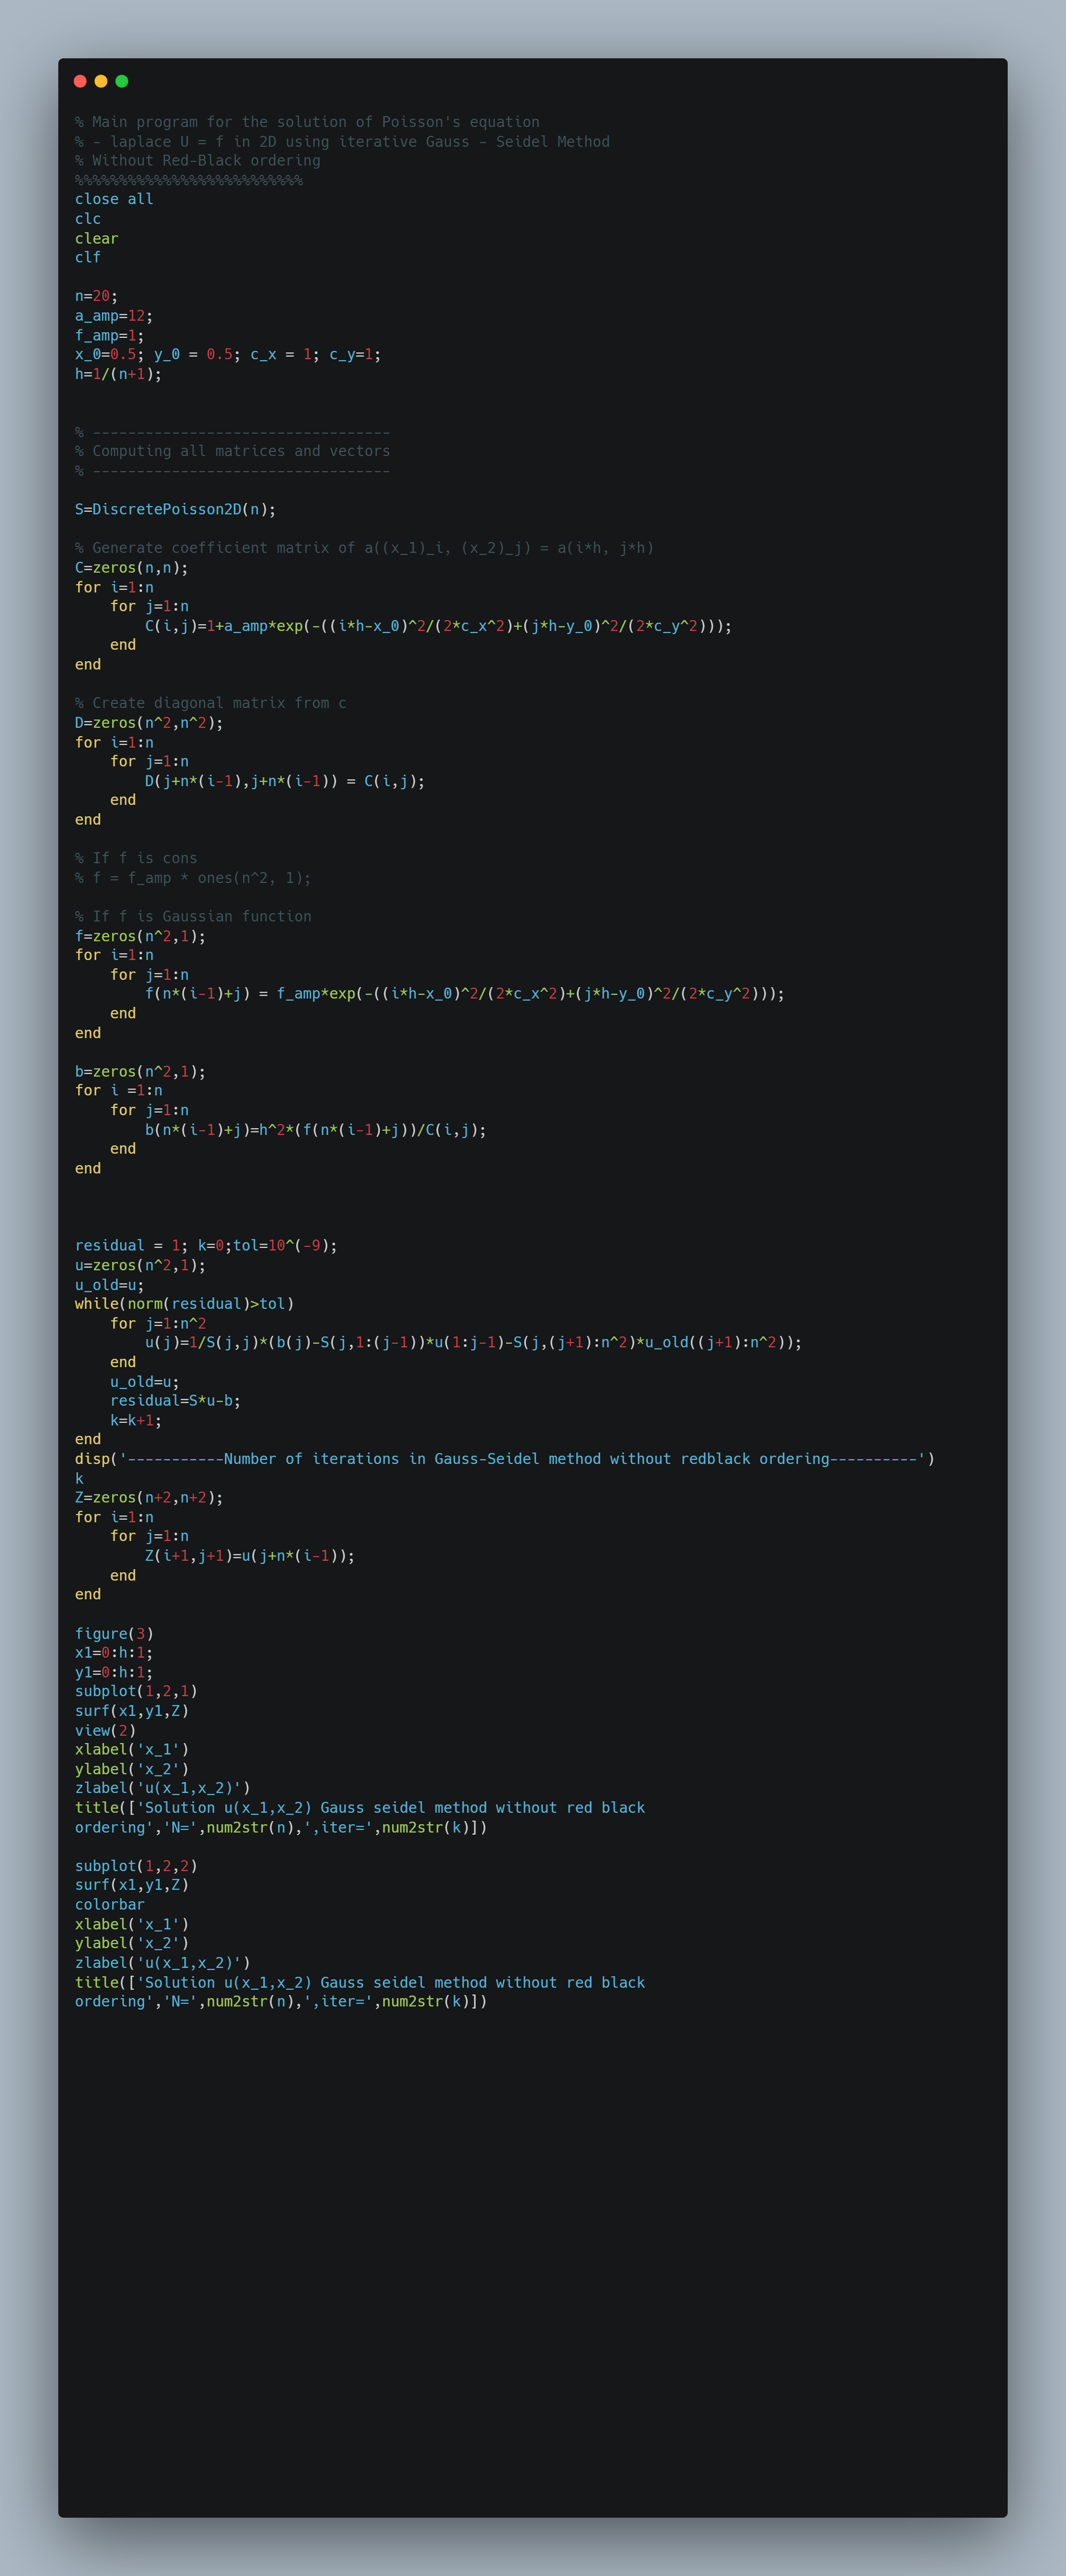 % Main program for the solution of Poisson's equation
% - laplace U = f in 2D using iterative Gauss - Seidel Method
% Without Red-Black ordering
%%%%%%%%%%%%%%%%%%%%%%%%%%
close all
clc
clear
clf
n=20;
a_amp=12;
f_amp=1;
x_0=0.5; y_0 = 0.5; c_x = 1; c_y=1;
h=1/(n+1);
% ----------------------------------
% Computing all matrices and vectors
% ----------------------------------
S=DiscretePoisson2D(n);
% Generate coefficient matrix of a((x_1)_i, (x_2)_j) = a(i*h, j*h)
C=zeros(n,n);
for i=1:n
    for j=1:n
        C(i,j)=1+a_amp*exp(-((i*h-x_0)^2/(2*c_x^2)+(j*h-y_0)^2/(2*c_y^2)));
    end
end
% Create diagonal matrix from c
D=zeros(n^2,n^2);
for i=1:n
    for j=1:n
        D(j+n*(i-1),j+n*(i-1)) = C(i,j);
    end
end
% If f is cons
% f = f_amp * ones(n^2, 1);
% If f is Gaussian function
f=zeros(n^2,1);
for i=1:n
    for j=1:n
        f(n*(i-1)+j) = f_amp*exp(-((i*h-x_0)^2/(2*c_x^2)+(j*h-y_0)^2/(2*c_y^2)));
    end
end
b=zeros(n^2,1);
for i =1:n
    for j=1:n
        b(n*(i-1)+j)=h^2*(f(n*(i-1)+j))/C(i,j);
    end
end
residual = 1; k=0;tol=10^(-9);
u=zeros(n^2,1);
u_old=u;
while(norm(residual)>tol)
    for j=1:n^2
        u(j)=1/S(j,j)*(b(j)-S(j,1:(j-1))*u(1:j-1)-S(j,(j+1):n^2)*u_old((j+1):n^2));
    end
    u_old=u;
    residual=S*u-b;
    k=k+1;
end
disp('-----------Number of iterations in Gauss-Seidel method without redblack ordering----------')
k
Z=zeros(n+2,n+2);
for i=1:n
    for j=1:n
        Z(i+1,j+1)=u(j+n*(i-1));
    end
end
figure(3)
x1=0:h:1;
y1=0:h:1;
subplot(1,2,1)
surf(x1,y1,Z)
view(2)
xlabel('x_1')
ylabel('x_2')
zlabel('u(x_1,x_2)')
title(['Solution u(x_1,x_2) Gauss seidel method without red black
ordering','N=',num2str(n),',iter=',num2str(k)])
subplot(1,2,2)
surf(x1,y1,Z)
colorbar
xlabel('x_1')
ylabel('x_2')
zlabel('u(x_1,x_2)')
title(['Solution u(x_1,x_2) Gauss seidel method without red black
ordering','N=',num2str(n),',iter=',num2str(k)])